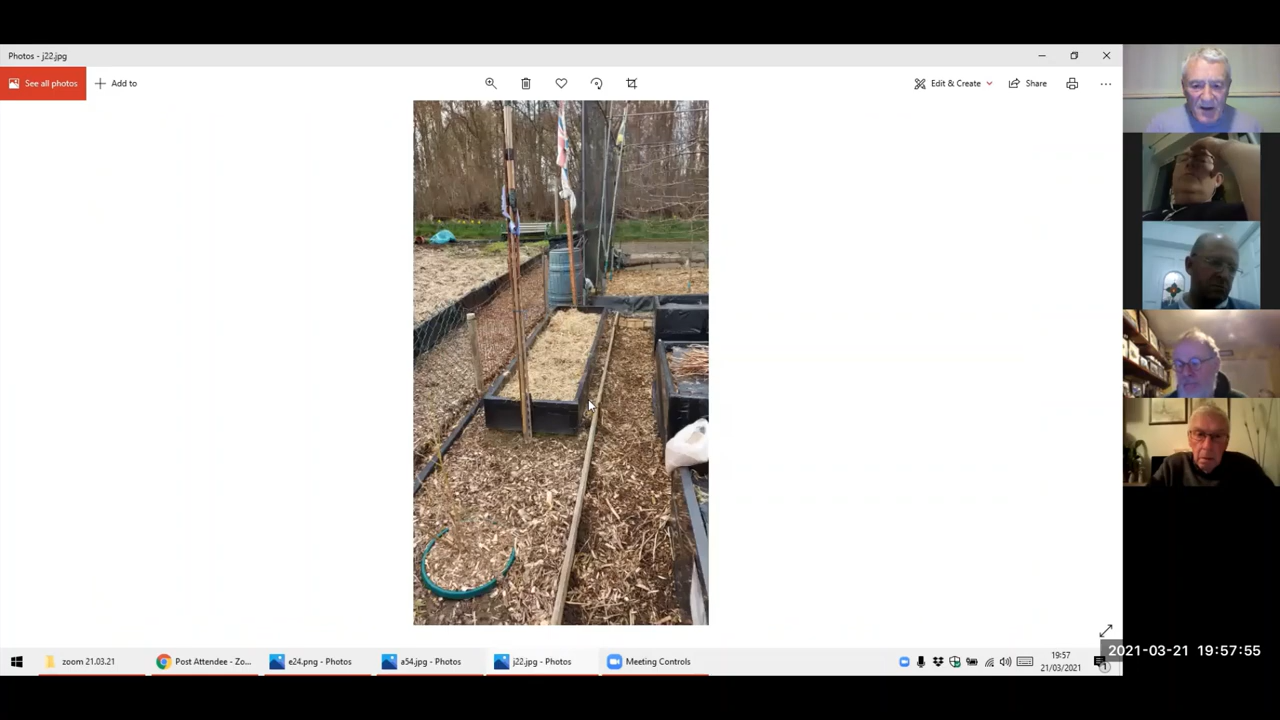 Photos - j22.jpg
See all photos
Add to
Edit & Create
Share
zoom 21.03.21
Post Attendee - Zo...
e24.png - Photos
a54.jpg - Photos
j22.jpg - Photos
Meeting Controls
19:57
21/03/2021
1
2021-03-21 19:57:55